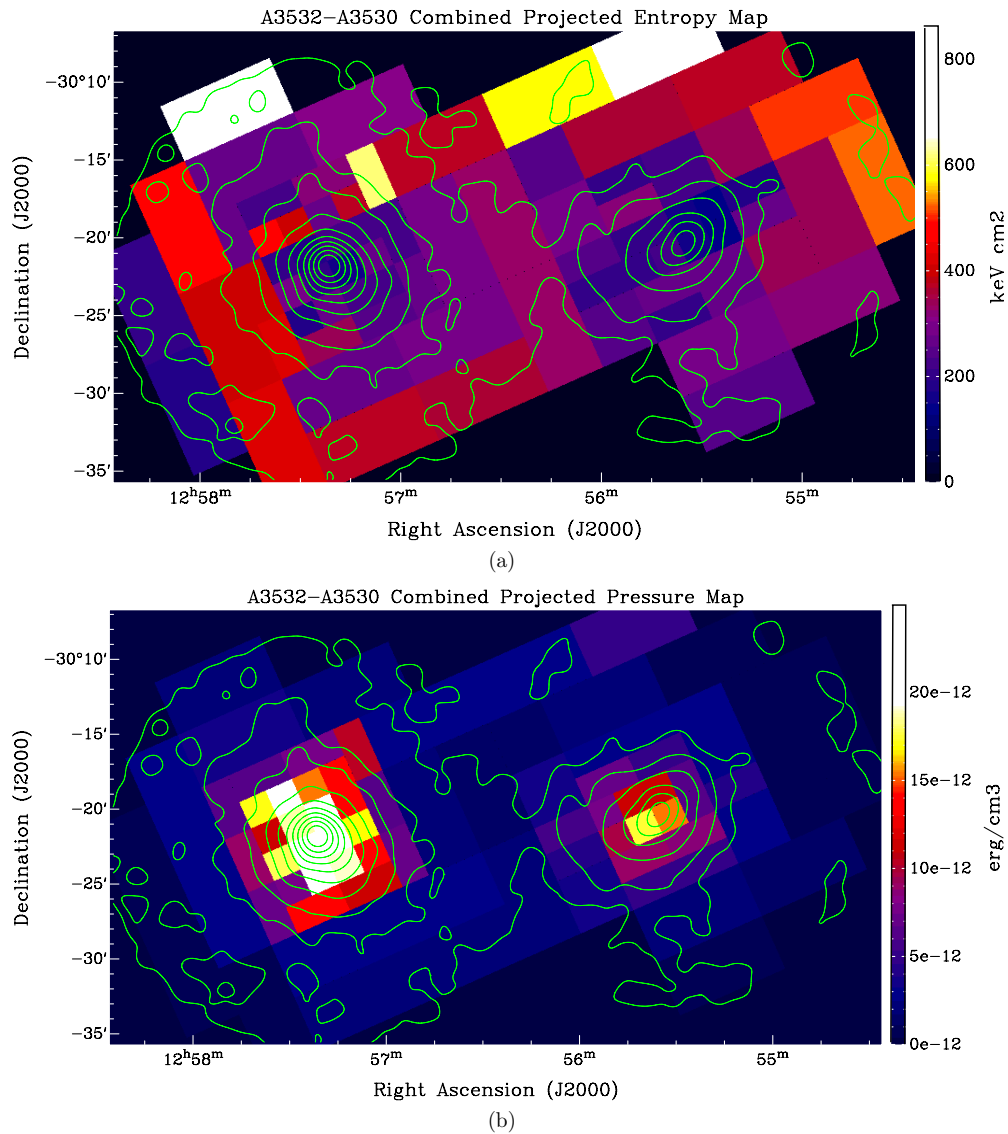 A3532−A3530 Combined Projected Entropy Map
800
600
400
200
0
keV cm2
−30°10′
−15′
−20′
−25′
−30′
−35′
Declination (J2000)
12ʰ58ᵐ 57ᵐ 56ᵐ 55ᵐ
Right Ascension (J2000)
(a)
A3532−A3530 Combined Projected Pressure Map
20e−12
15e−12
10e−12
5e−12
0e−12
erg/cm3
−30°10′
−15′
−20′
−25′
−30′
−35′
Declination (J2000)
12ʰ58ᵐ 57ᵐ 56ᵐ 55ᵐ
Right Ascension (J2000)
(b)